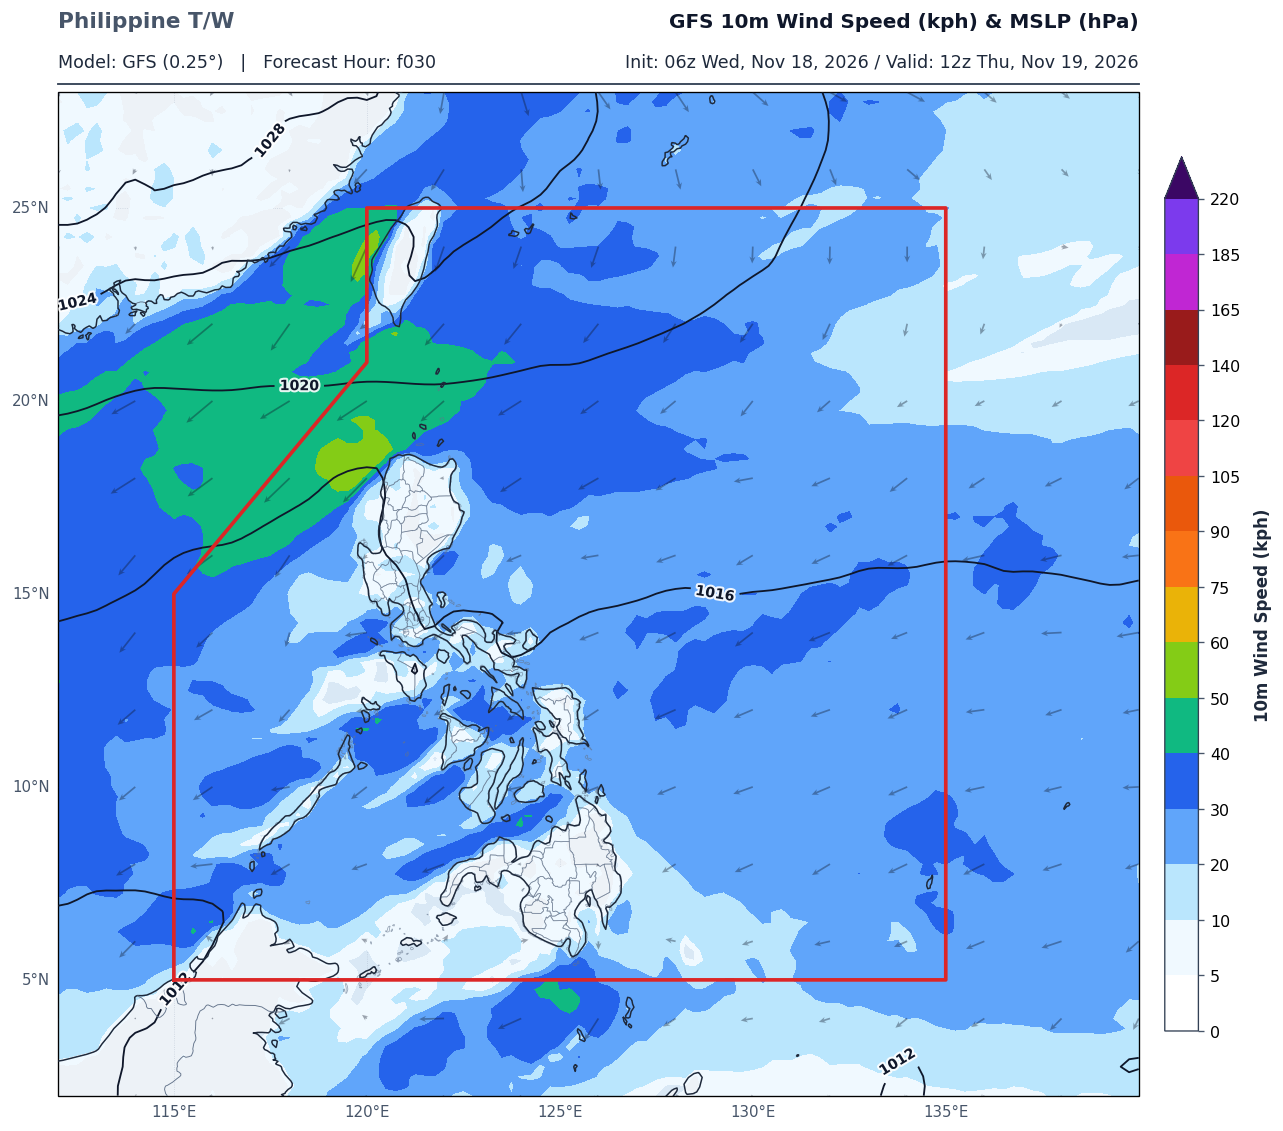 Philippine T/W
GFS 10m Wind Speed (kph) & MSLP (hPa)
Model: GFS (0.25°) | Forecast Hour: f030
Init: 06z Wed, Nov 18, 2026 / Valid: 12z Thu, Nov 19, 2026
1028
1024
1020
1016
1012
1012
25°N
20°N
15°N
10°N
5°N
115°E
120°E
125°E
130°E
135°E
220
185
165
140
120
105
90
75
60
50
40
30
20
10
5
0
10m Wind Speed (kph)